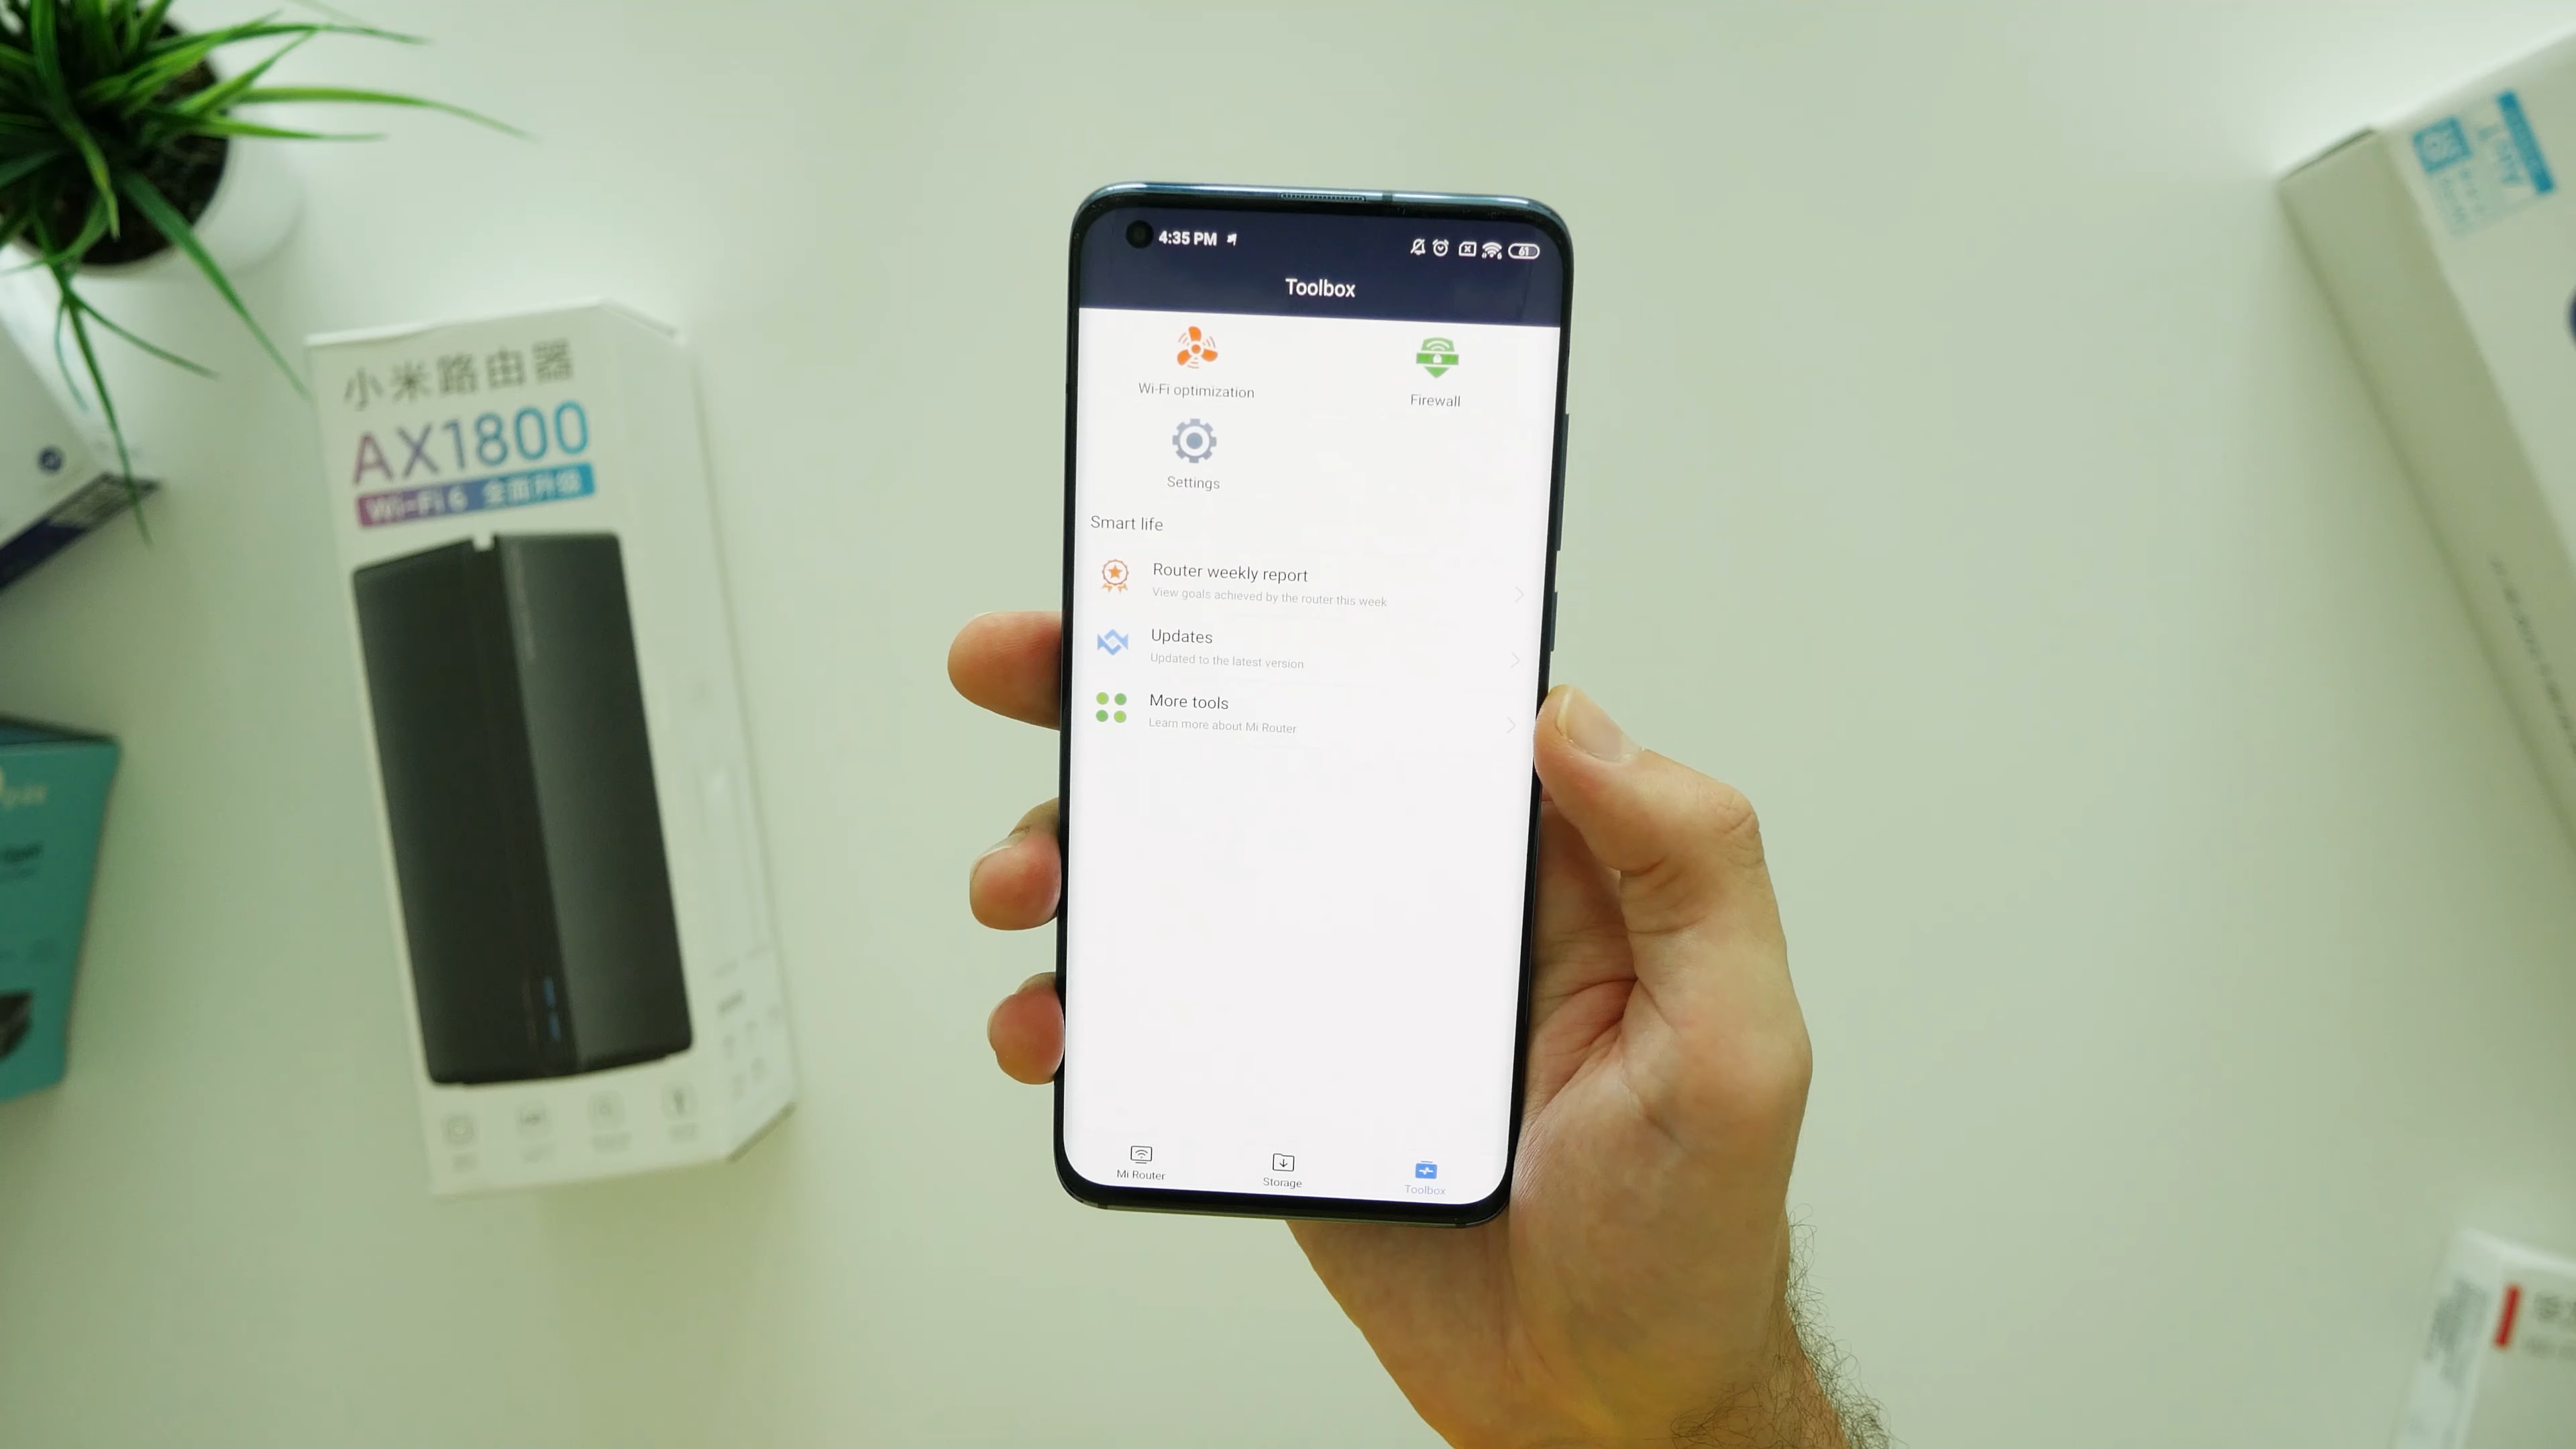 小米路由器
AX1800
Wi-Fi 6 全面升级
4:35 PM
61
Toolbox
Wi-Fi optimization
Firewall
Settings
Smart life
Router weekly report
View goals achieved by the router this week
Updates
Updated to the latest version
More tools
Learn more about Mi Router
Mi Router
Storage
Toolbox